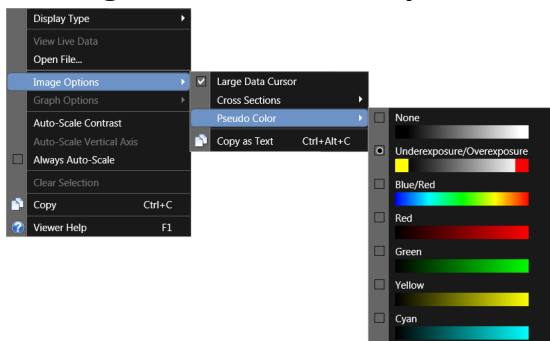 Display Type
View Live Data
Open File...
Image Options
Graph Options
Auto-Scale Contrast
Auto-Scale Vertical Axis
Always Auto-Scale
Clear Selection
Copy Ctrl+C
Viewer Help F1
Large Data Cursor
Cross Sections
Pseudo Color
Copy as Text Ctrl+Alt+C
None
Underexposure/Overexposure
Blue/Red
Red
Green
Yellow
Cyan